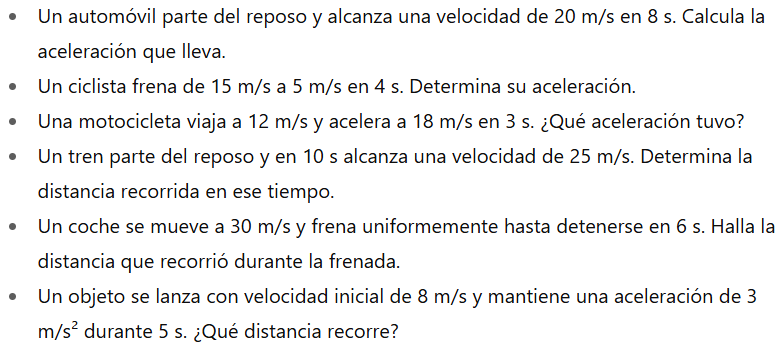 • Un automóvil parte del reposo y alcanza una velocidad de 20 m/s en 8 s. Calcula la
aceleración que lleva.
• Un ciclista frena de 15 m/s a 5 m/s en 4 s. Determina su aceleración.
• Una motocicleta viaja a 12 m/s y acelera a 18 m/s en 3 s. ¿Qué aceleración tuvo?
• Un tren parte del reposo y en 10 s alcanza una velocidad de 25 m/s. Determina la
distancia recorrida en ese tiempo.
• Un coche se mueve a 30 m/s y frena uniformemente hasta detenerse en 6 s. Halla la
distancia que recorrió durante la frenada.
• Un objeto se lanza con velocidad inicial de 8 m/s y mantiene una aceleración de 3
m/s² durante 5 s. ¿Qué distancia recorre?